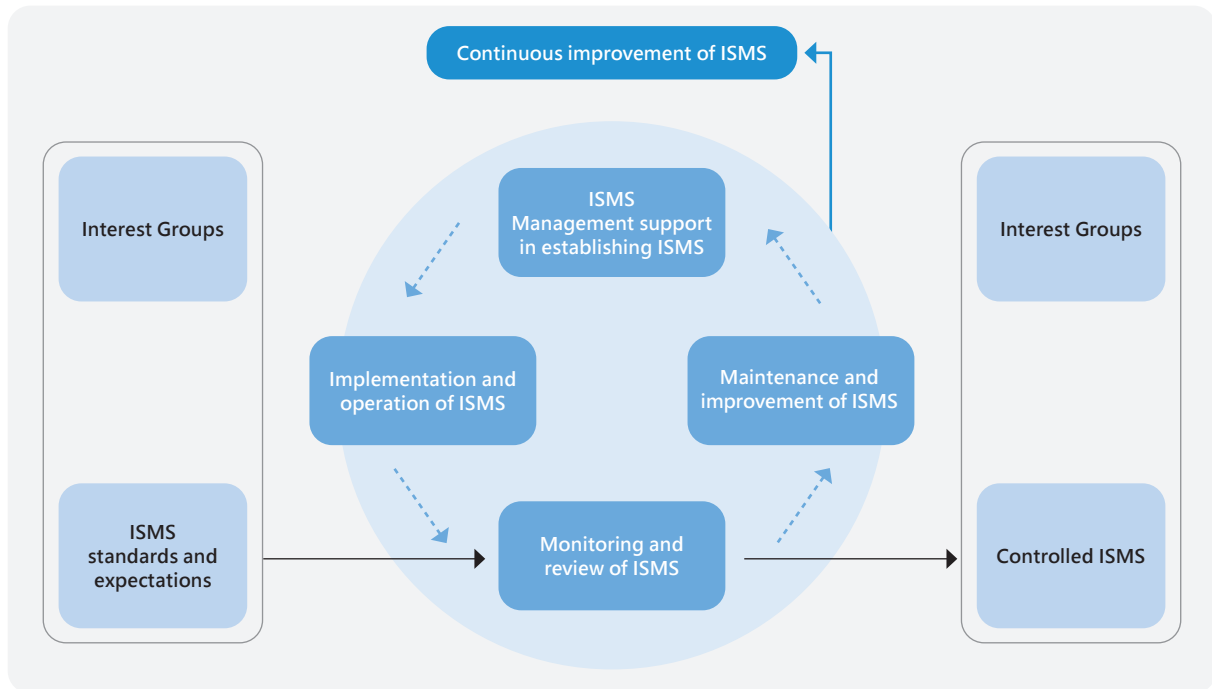 Continuous improvement of ISMS
Interest Groups
ISMS
Management support
in establishing ISMS
Interest Groups
Implementation and
operation of ISMS
Maintenance and
improvement of ISMS
ISMS
standards and
expectations
Monitoring and
review of ISMS
Controlled ISMS